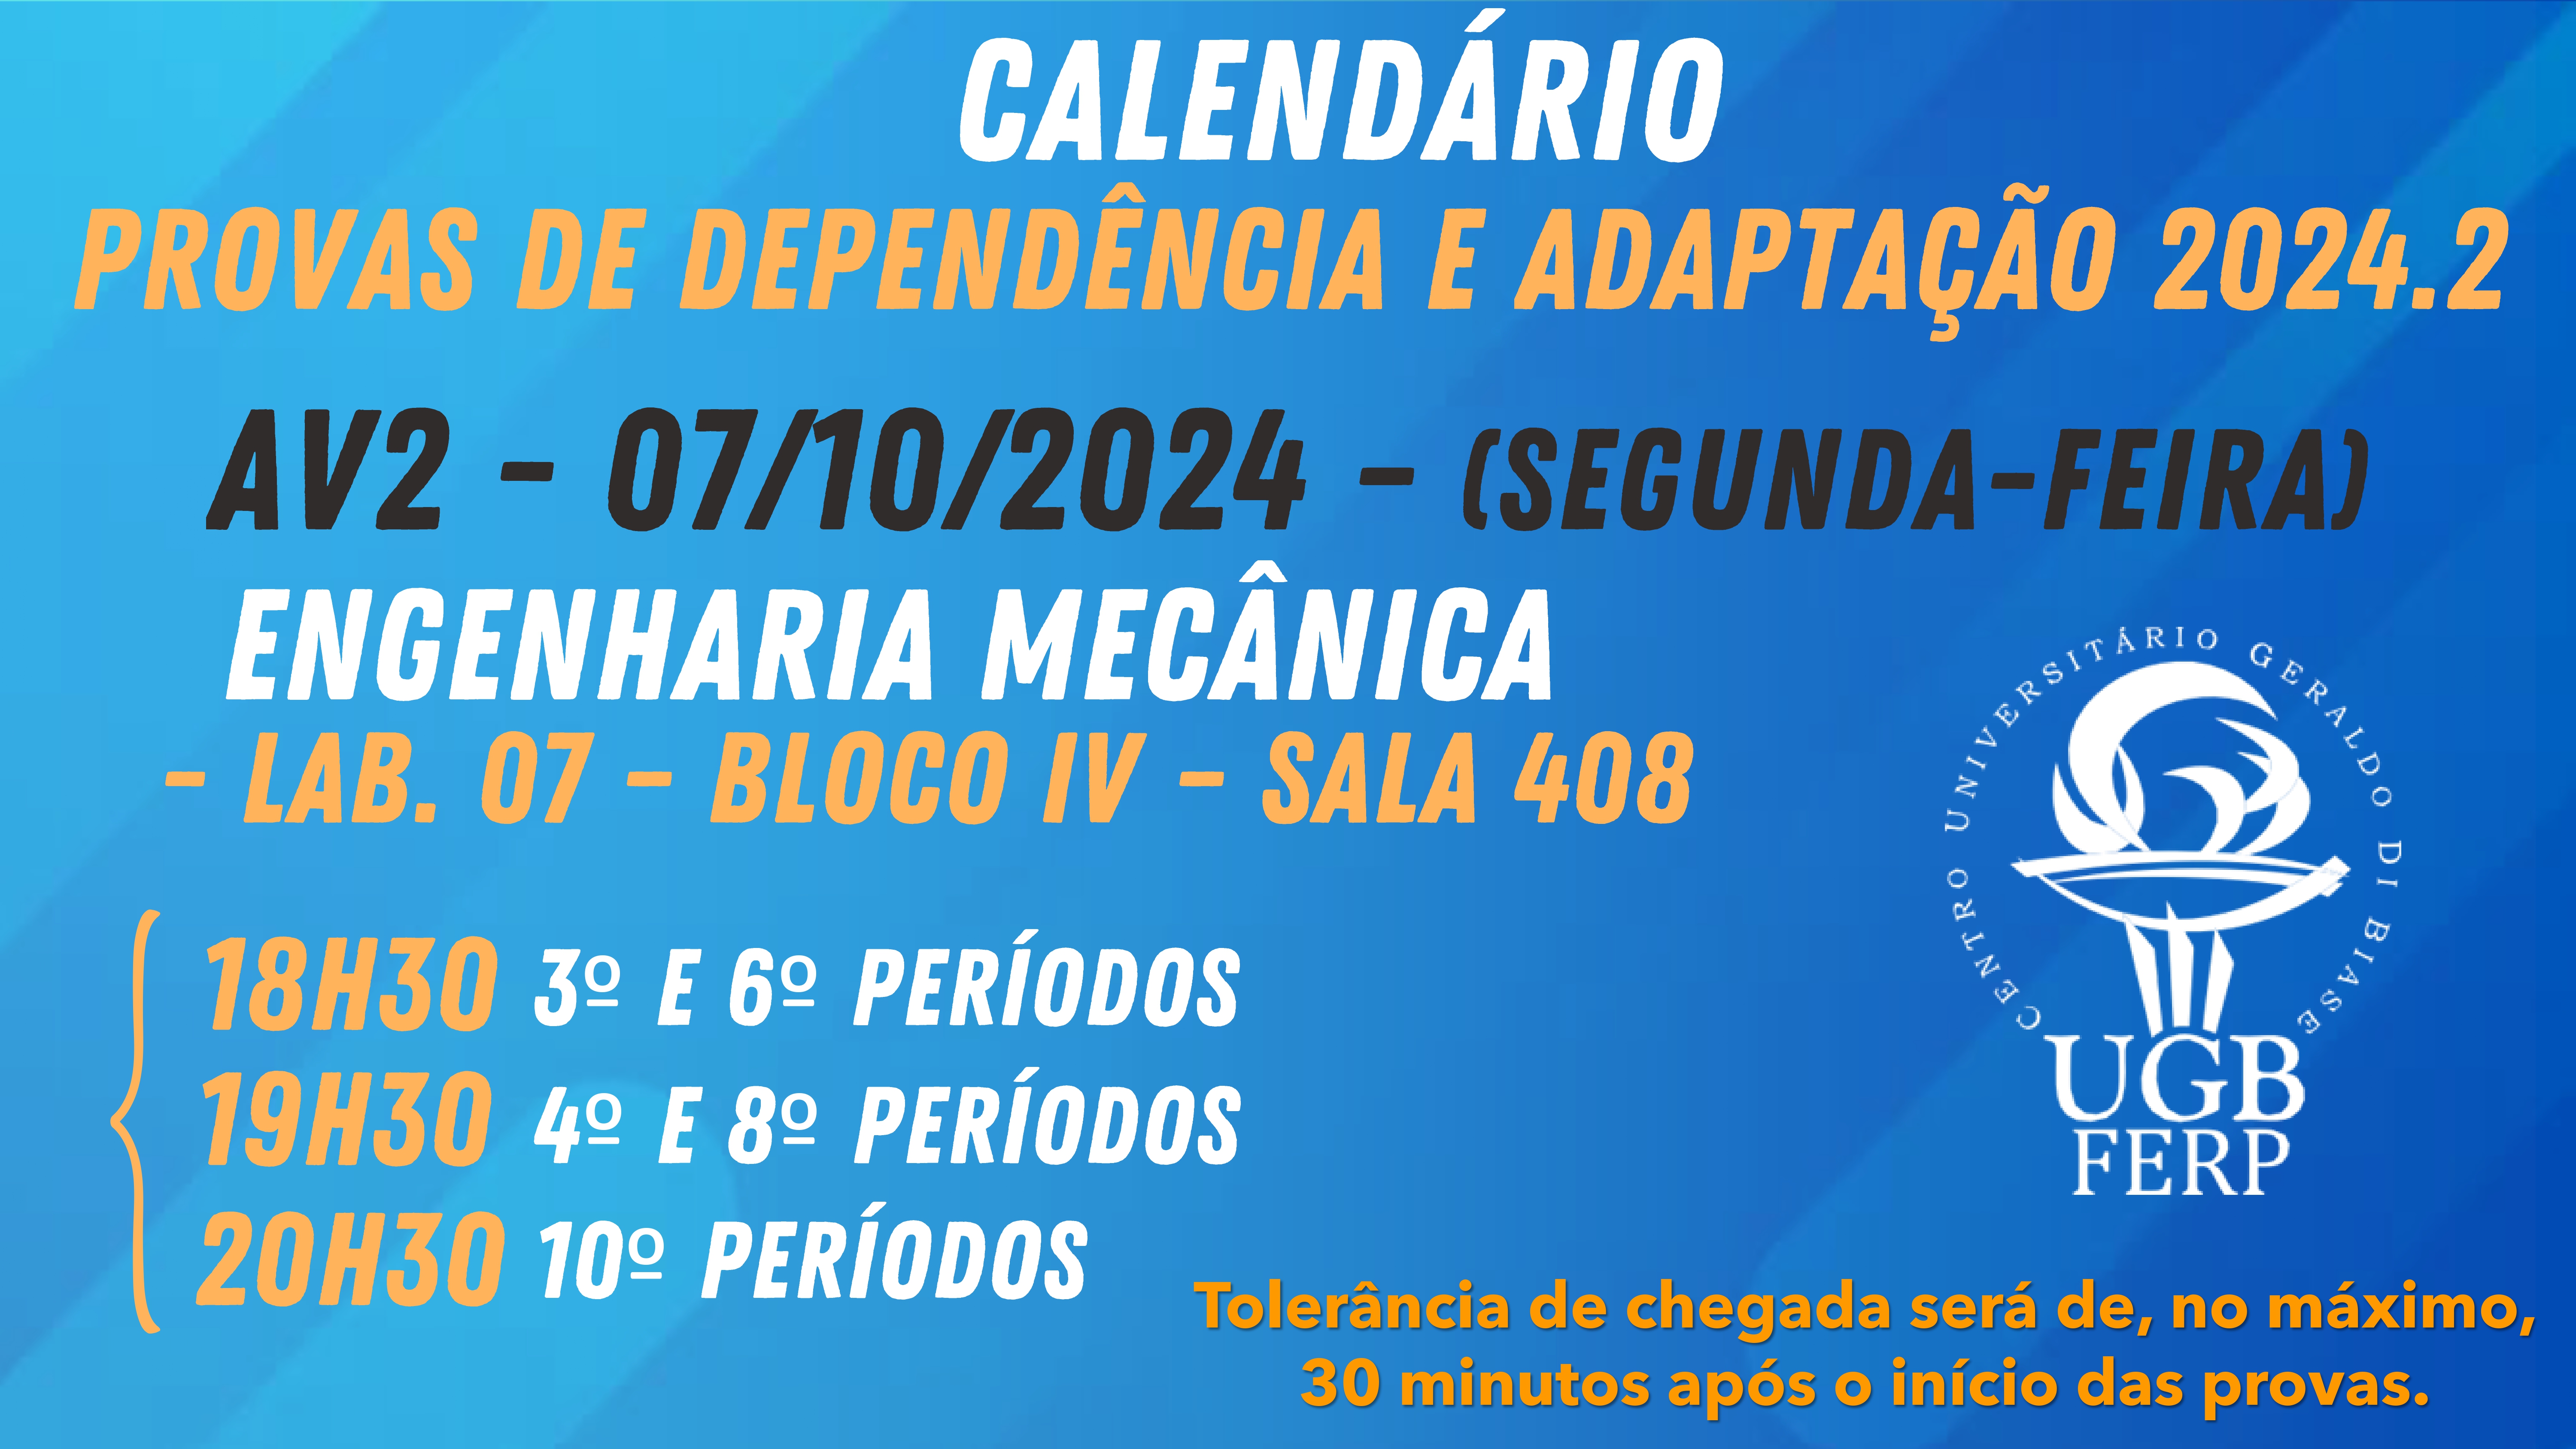 CALENDÁRIO
PROVAS DE DEPENDÊNCIA E ADAPTAÇÃO 2024.2
AV2 - 07/10/2024 - (SEGUNDA-FEIRA)
ENGENHARIA MECÂNICA
- LAB. 07 - BLOCO IV - SALA 408
18H30 3º E 6º PERÍODOS
19H30 4º E 8º PERÍODOS
20H30 10º PERÍODOS
CENTRO UNIVERSITÁRIO GERALDO DI BIASE
UGB
FERP
Tolerância de chegada será de, no máximo,
30 minutos após o início das provas.